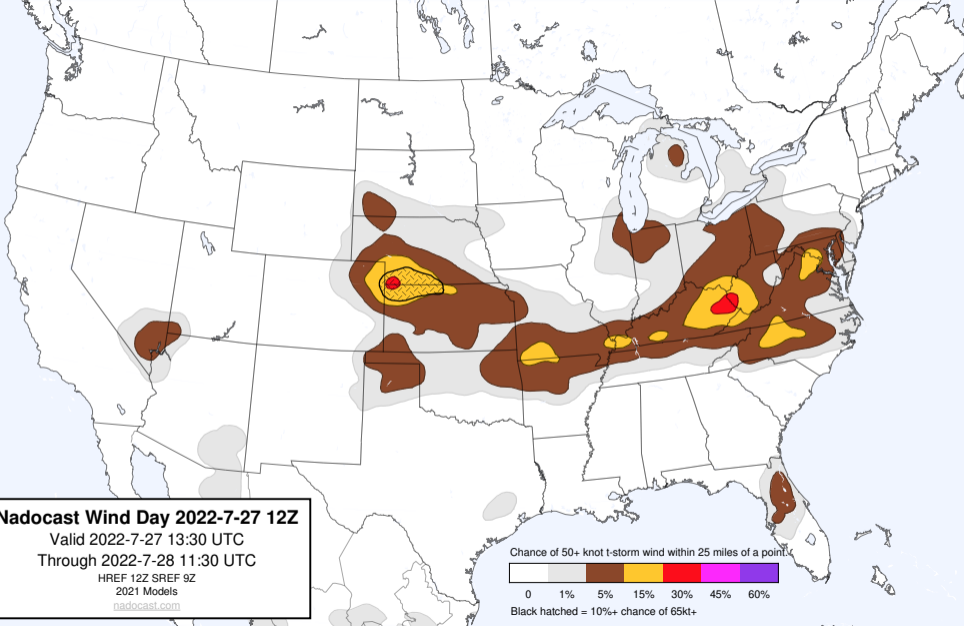 Nadocast Wind Day 2022-7-27 12Z
Valid 2022-7-27 13:30 UTC
Through 2022-7-28 11:30 UTC
HREF 12Z SREF 9Z
2021 Models
nadocast.com
Chance of 50+ knot t-storm wind within 25 miles of a point.
0 1% 5% 15% 30% 45% 60%
Black hatched = 10%+ chance of 65kt+